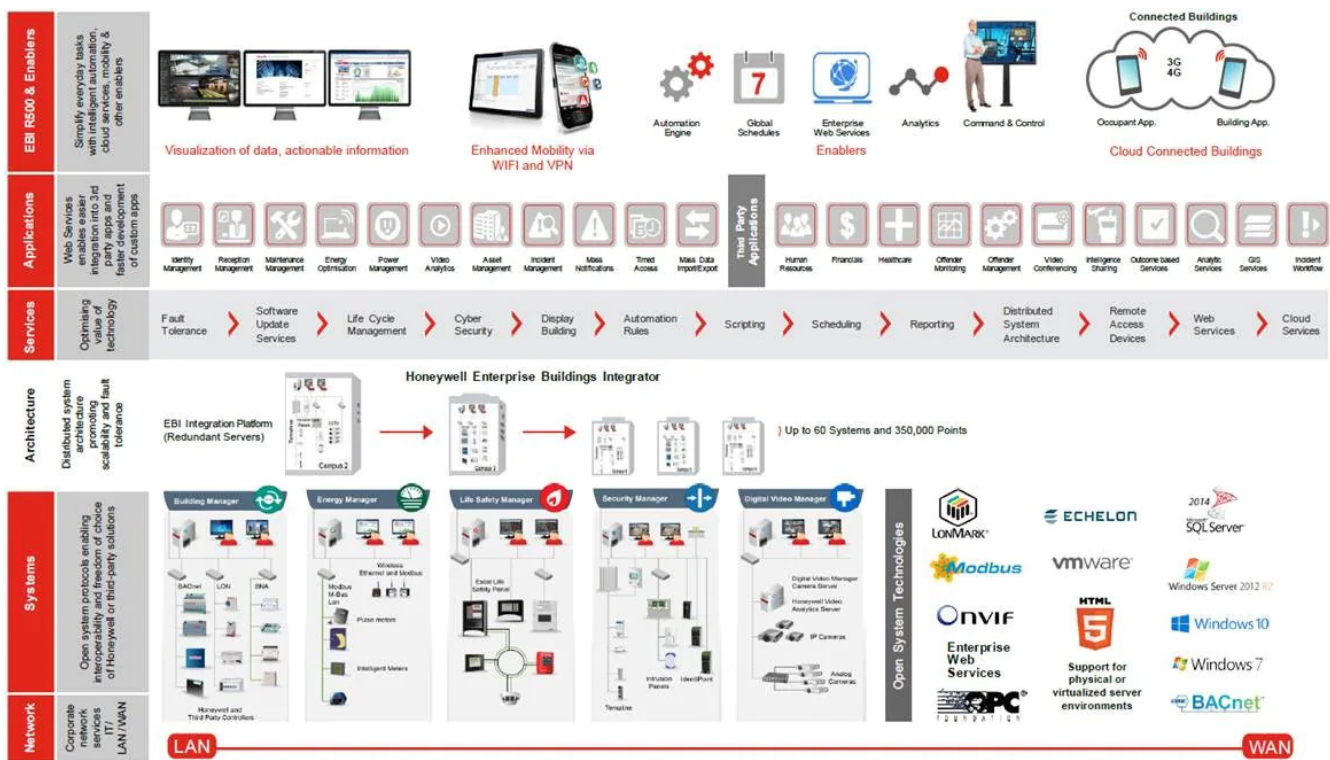 EBI R500 & Enablers
Simplify everyday tasks
with intelligent automation,
cloud services, mobility &
other enablers
Visualization of data, actionable information
Enhanced Mobility via
WIFI and VPN
Automation
Engine
7
Global
Schedules
Enterprise
Web Services
Analytics
Command & Control
Enablers
Connected Buildings
3G
4G
Occupant App.
Building App.
Cloud Connected Buildings
Applications
Web Services
enables easier
integration into 3rd
party apps and
faster development
of custom apps
Identity
Management
Reception
Management
Maintenance
Management
Energy
Optimisation
Power
Management
Video
Analytics
Asset
Management
Incident
Management
Mass
Notifications
Timed
Access
Mass Data
Import/Export
Third Party
Applications
Human
Resources
$
Financials
Healthcare
Offender
Monitoring
Offender
Management
Video
Conferencing
Intelligence
Sharing
Outcome based
Services
Analytic
Services
GIS
Services
Incident
Workflow
Services
Optimising
value of
technology
Fault
Tolerance
Software
Update
Services
Life Cycle
Management
Cyber
Security
Display
Building
Automation
Rules
Scripting
Scheduling
Reporting
Distributed
System
Architecture
Remote
Access
Devices
Web
Services
Cloud
Services
Architecture
Distributed system
architecture
promoting
scalability and fault
tolerance
Honeywell Enterprise Buildings Integrator
EBI Integration Platform
(Redundant Servers)
Campus 2
) Up to 60 Systems and 350,000 Points
Systems
Open system protocols enabling
interoperability and freedom of choice
of Honeywell or third-party solutions
Building Manager
BACnet
LON
BNA
Honeywell and
Third Party Controllers
Energy Manager
Wireless
Ethernet and Modbus
Modbus
M-Bus
Lon
Pulse meters
Intelligent Meters
Life Safety Manager
Excel Life
Safety Panel
Security Manager
Intrusion
Panels
IdentiPoint
Temaline
Digital Video Manager
Digital Video Manager
Camera Server
Honeywell Video
Analytics Server
IP Cameras
Analog
Cameras
Open System Technologies
LONMARK®
ECHELON
2014
Microsoft
SQL Server
Modbus
vmware®
Windows Server 2012 R2
ONVIF
HTML
5
Windows 10
Enterprise
Web
Services
Support for
physical or
virtualized server
environments
Windows 7
OPC®
FOUNDATION
BACnet™
Network
Corporate
network
services
IT /
LAN / WAN
LAN
WAN